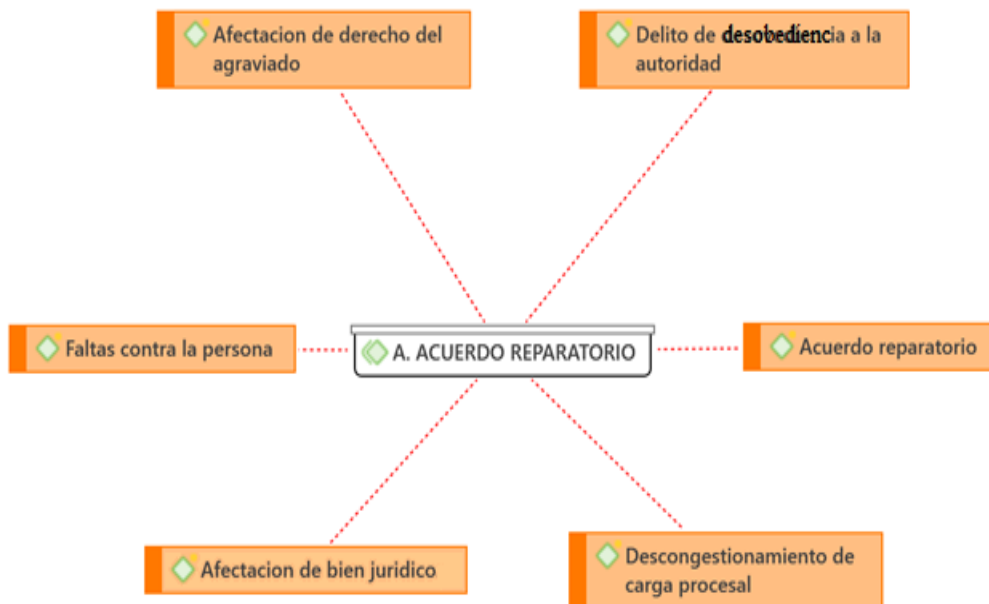 Afectacion de derecho del
agraviado
Delito de desobediencia a la
autoridad
Faltas contra la persona
A. ACUERDO REPARATORIO
Acuerdo reparatorio
Afectacion de bien juridico
Descongestionamiento de
carga procesal